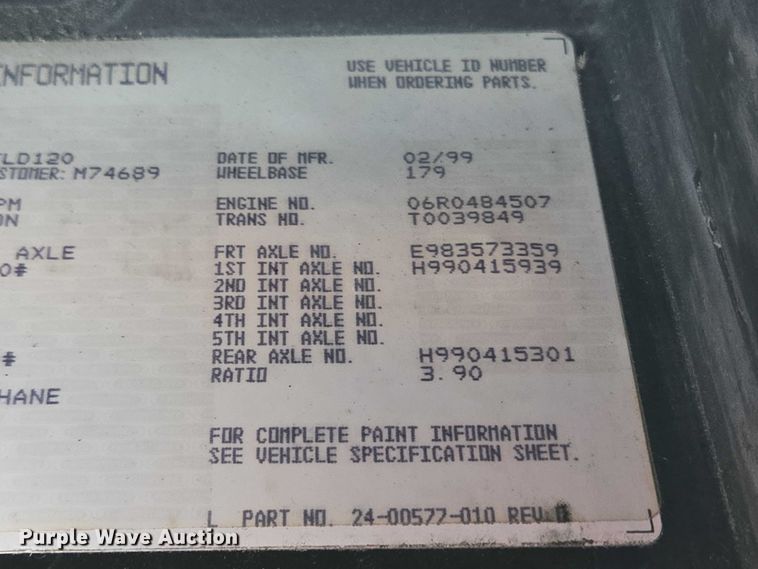 INFORMATION USE VEHICLE ID NUMBER
WHEN ORDERING PARTS.
FLD120 DATE OF MFR. 02/99
STOMER: M74689 WHEELBASE 179
PM ENGINE NO. 06R0484507
ON TRANS NO. T0039849
AXLE FRT AXLE NO. E983573359
0# 1ST INT AXLE NO. H990415939
2ND INT AXLE NO.
3RD INT AXLE NO.
4TH INT AXLE NO.
5TH INT AXLE NO.
# REAR AXLE NO. H990415301
RATIO 3.90
HANE
FOR COMPLETE PAINT INFORMATION
SEE VEHICLE SPECIFICATION SHEET.
L PART NO. 24-00577-010 REV
Purple Wave Auction